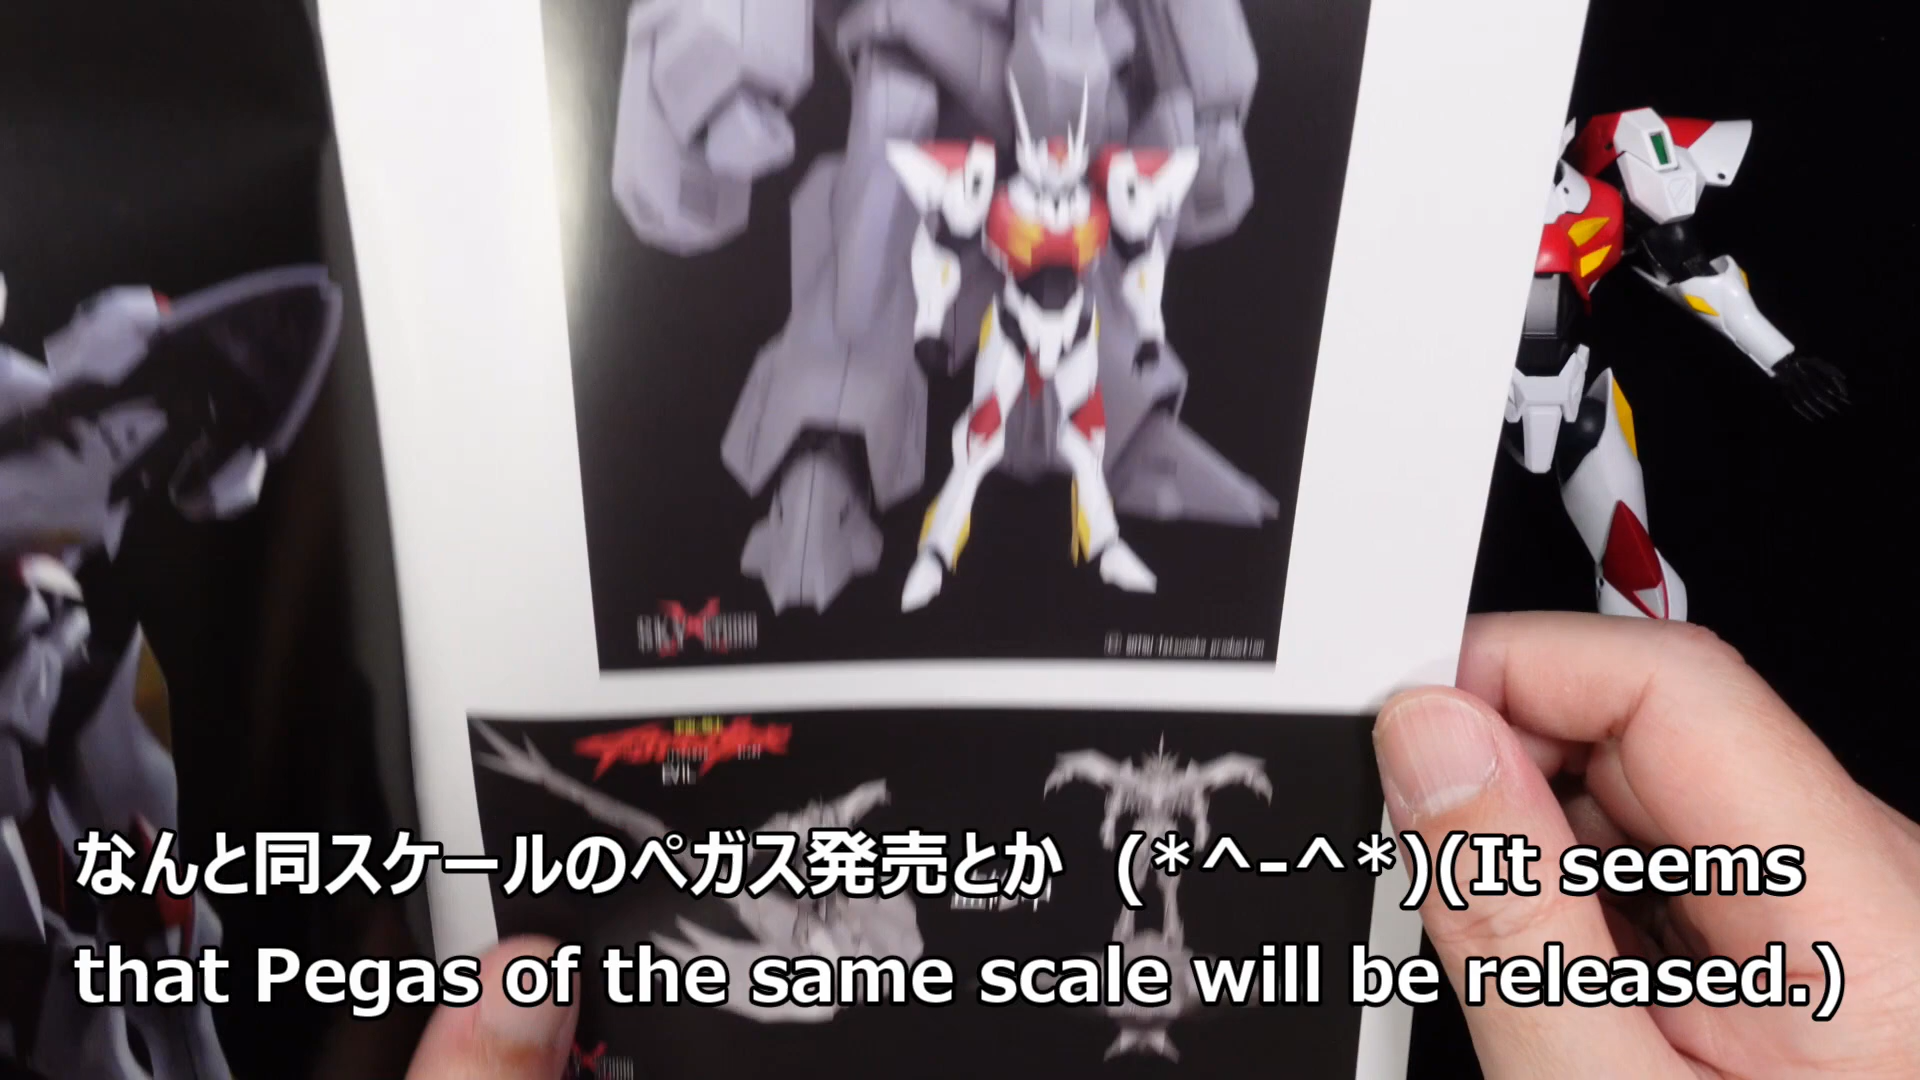 EVIL
なんと同スケールのペガス発売とか (*^-^*)(It seems
that Pegas of the same scale will be released.)